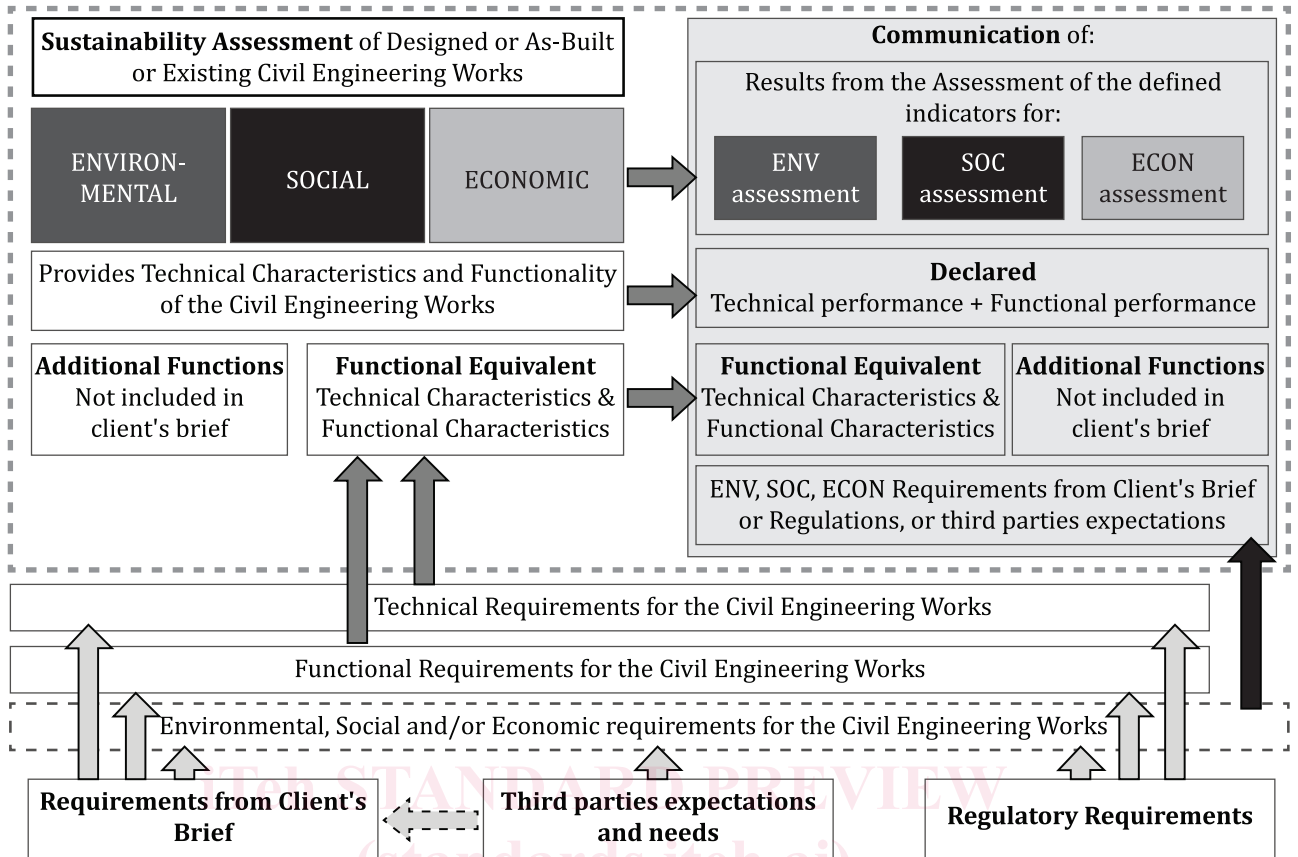 Sustainability Assessment of Designed or As-Built
or Existing Civil Engineering Works
ENVIRON-
MENTAL
SOCIAL
ECONOMIC
Provides Technical Characteristics and Functionality
of the Civil Engineering Works
Additional Functions
Not included in
client's brief
Functional Equivalent
Technical Characteristics &
Functional Characteristics
Communication of:
Results from the Assessment of the defined
indicators for:
ENV
assessment
SOC
assessment
ECON
assessment
Declared
Technical performance + Functional performance
Functional Equivalent
Technical Characteristics &
Functional Characteristics
Additional Functions
Not included in
client's brief
ENV, SOC, ECON Requirements from Client's Brief
or Regulations, or third parties expectations
Technical Requirements for the Civil Engineering Works
Functional Requirements for the Civil Engineering Works
Environmental, Social and/or Economic requirements for the Civil Engineering Works
Requirements from Client's
Brief
Third parties expectations
and needs
Regulatory Requirements
iTeh STANDARD PREVIEW
(standards.iteh.ai)